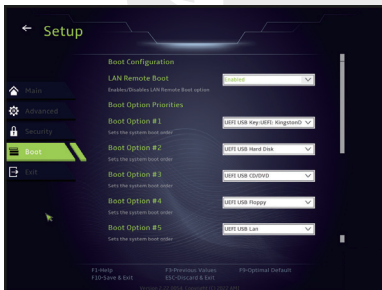 Setup
Boot Configuration
LAN Remote Boot
Enabled
Enables/Disables LAN Remote Boot option
Boot Option Priorities
Boot Option #1
UEFI USB Key:UEFI: KingstonD
Sets the system boot order
Boot Option #2
UEFI USB Hard Disk
Sets the system boot order
Boot Option #3
UEFI USB CD/DVD
Sets the system boot order
Boot Option #4
UEFI USB Floppy
Sets the system boot order
Boot Option #5
UEFI USB Lan
Sets the system boot order
Main
Advanced
Security
Boot
Exit
F1-Help
F3-Previous Values
F9-Optimal Default
F10-Save & Exit
ESC-Discard & Exit